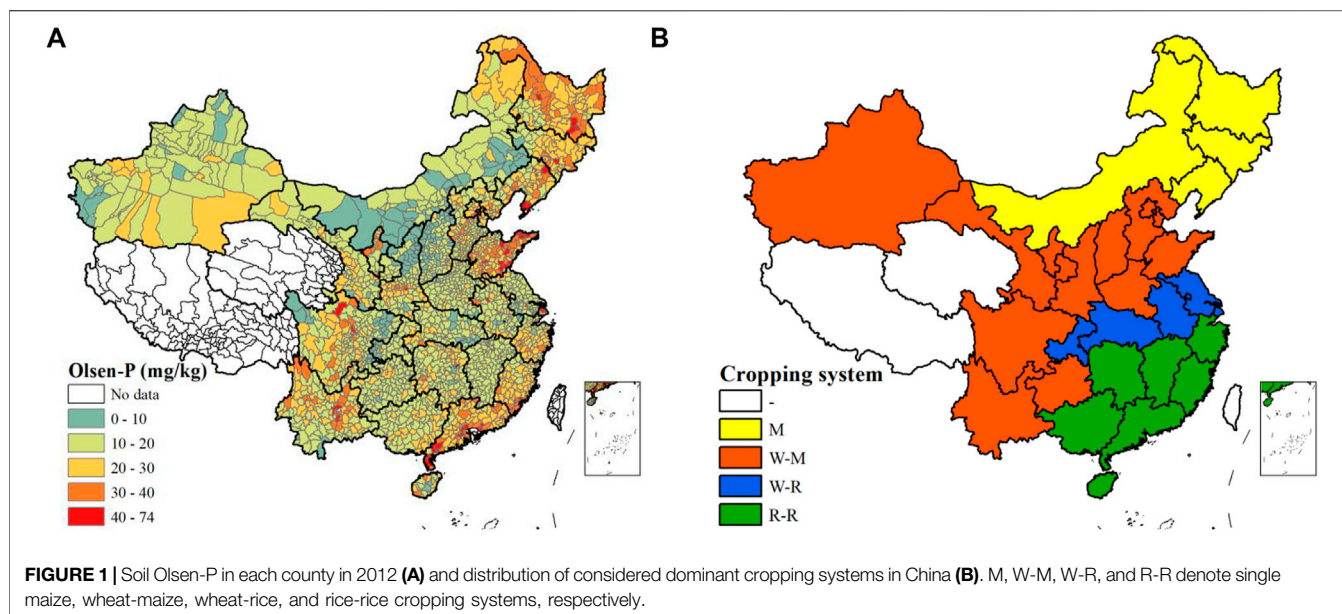 A
B
Olsen-P (mg/kg)
No data
0 - 10
10 - 20
20 - 30
30 - 40
40 - 74
Cropping system
-
M
W-M
W-R
R-R
FIGURE 1 | Soil Olsen-P in each county in 2012 (A) and distribution of considered dominant cropping systems in China (B). M, W-M, W-R, and R-R denote single
maize, wheat-maize, wheat-rice, and rice-rice cropping systems, respectively.